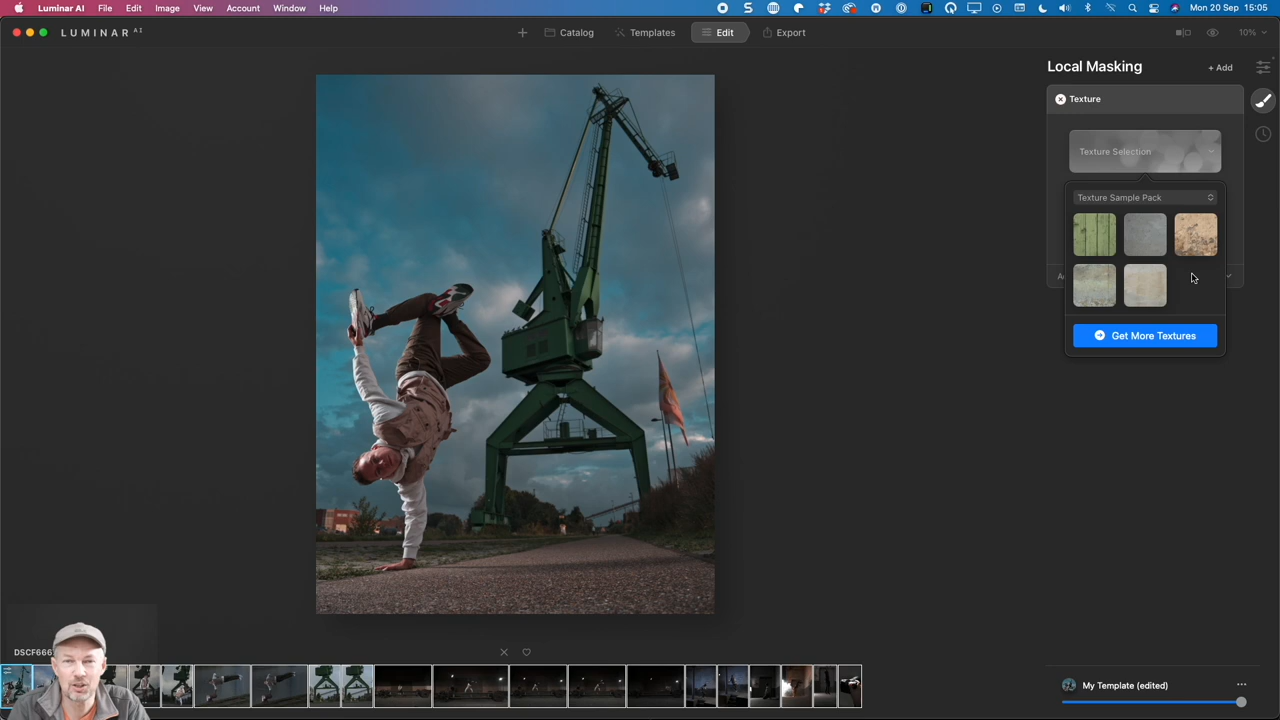 Luminar AI File Edit Image View Account Window Help Mon 20 Sep 15:05
LUMINAR AI
Catalog Templates Edit Export 10%
Local Masking + Add
Texture
Texture Selection
Texture Sample Pack
Get More Textures
DSCF666
My Template (edited)